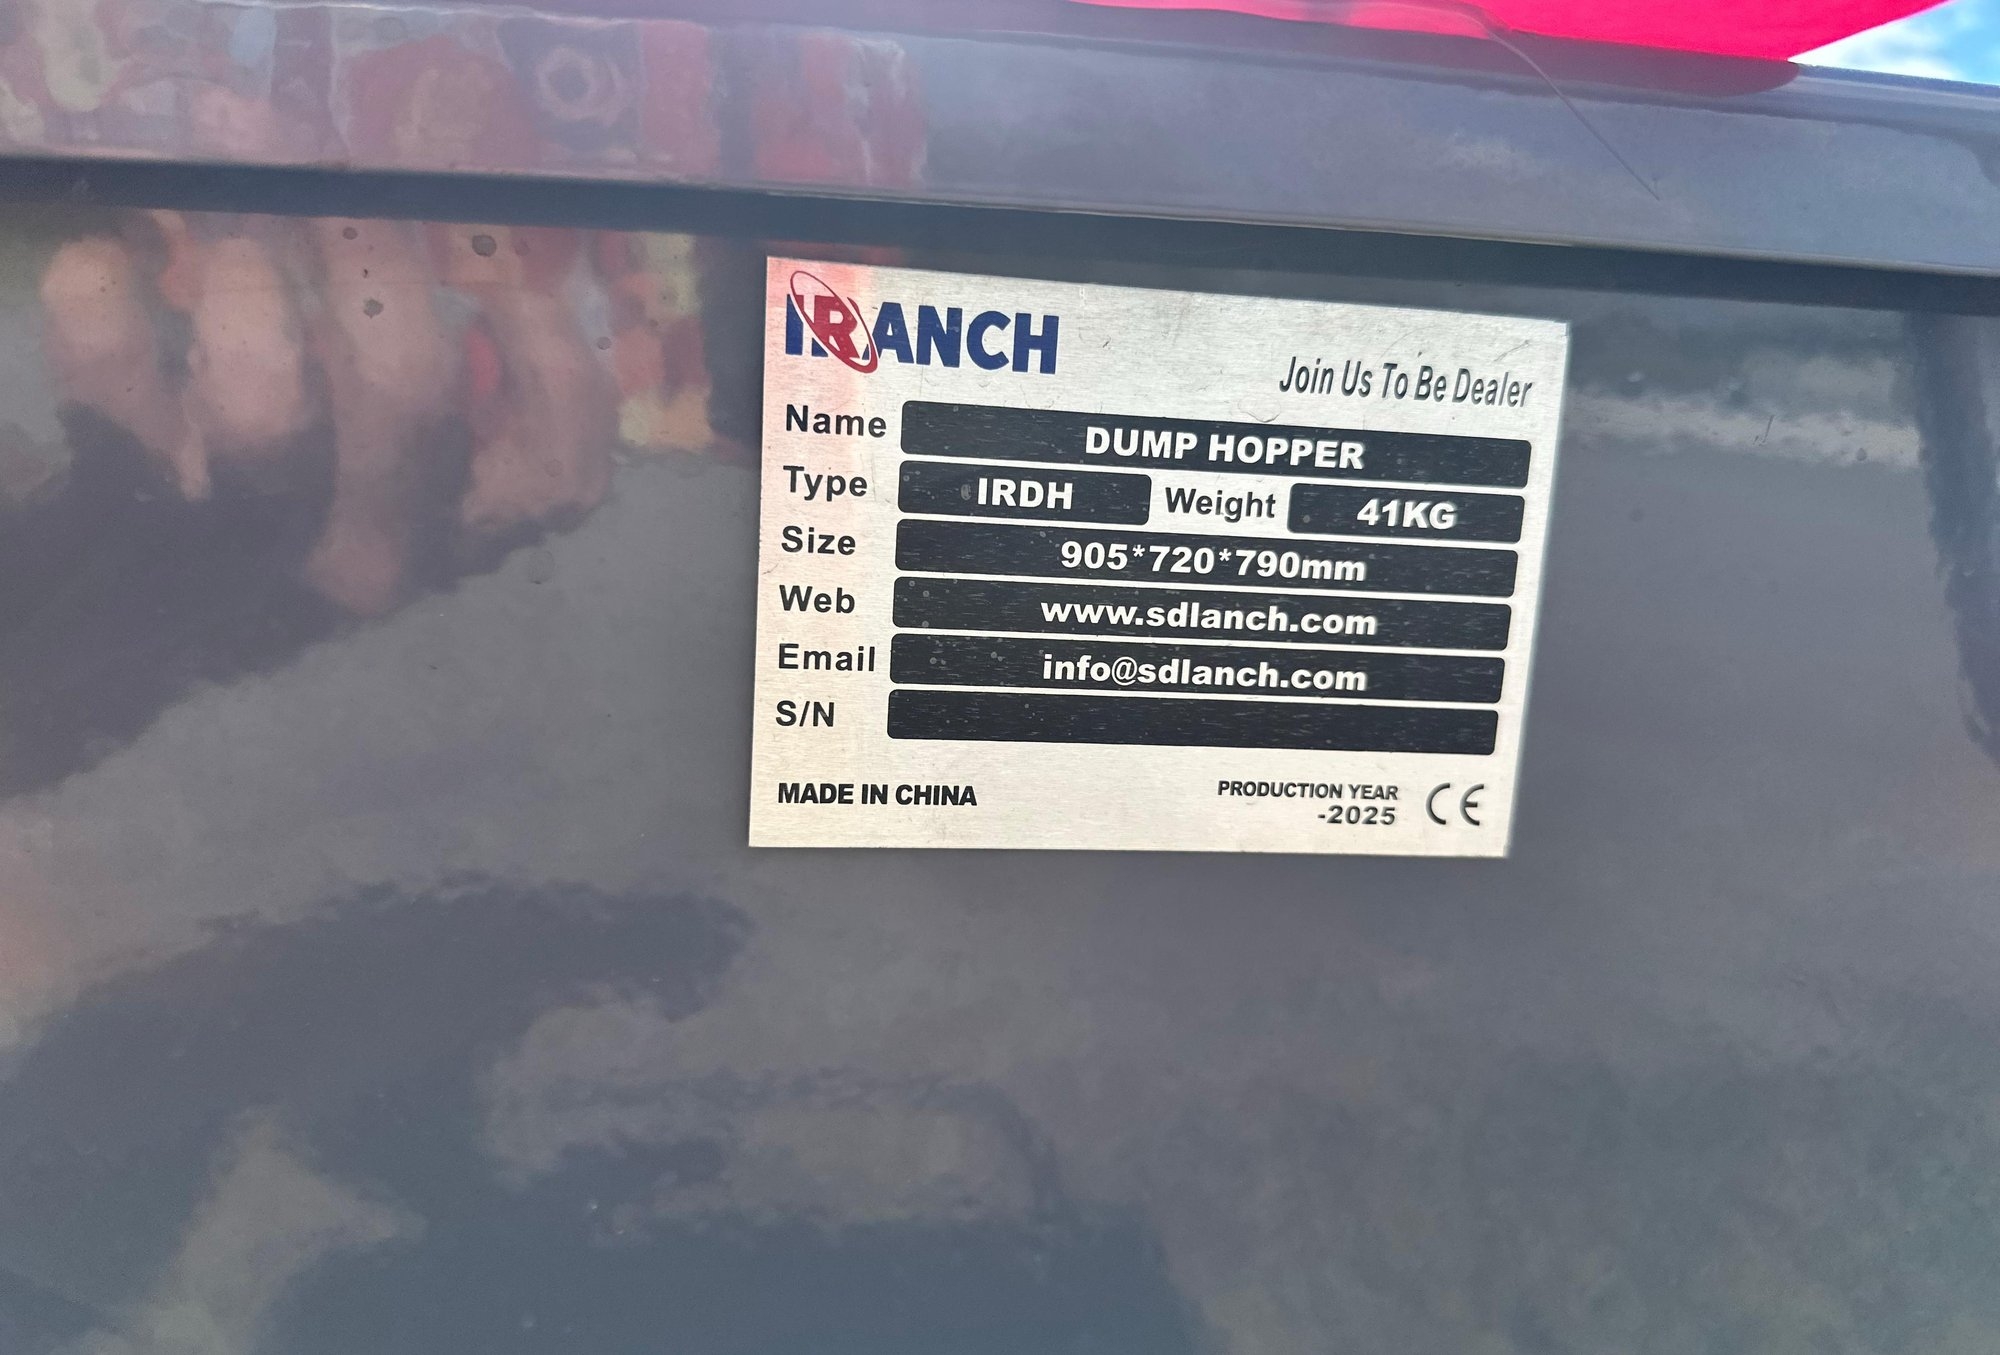 IRANCH
Join Us To Be Dealer
Name DUMP HOPPER
Type IRDH Weight 41KG
Size 905*720*790mm
Web www.sdlanch.com
Email info@sdlanch.com
S/N
MADE IN CHINA
PRODUCTION YEAR
-2025 CE